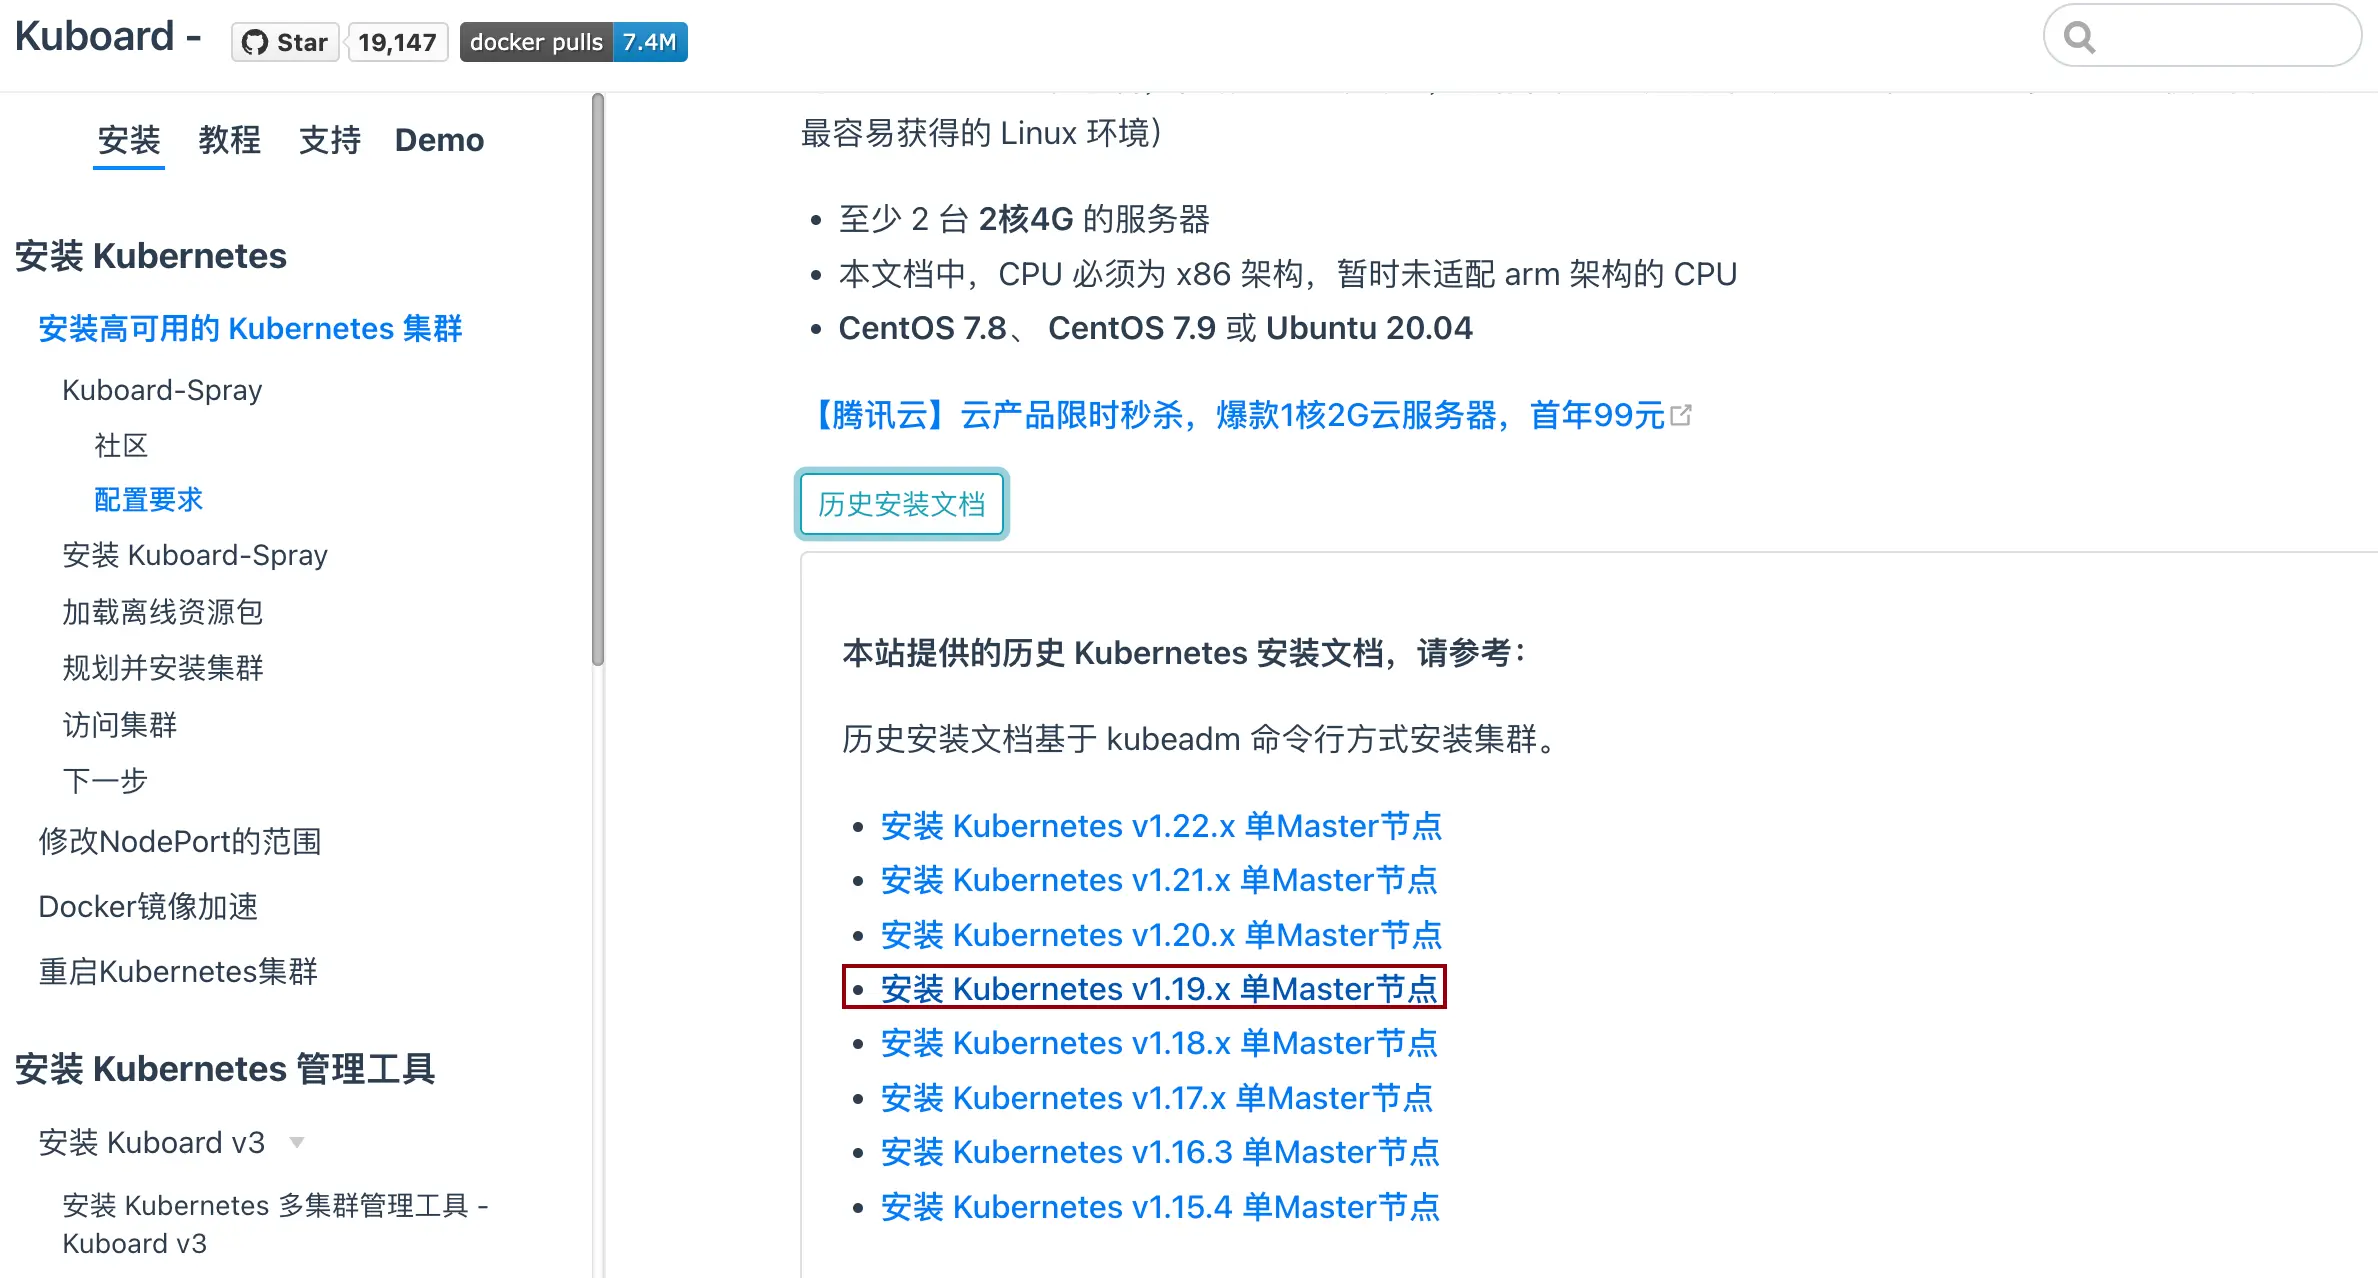 Kuboard -
Star
19,147
docker pulls 7.4M
安装 教程 支持 Demo
安装 Kubernetes
安装高可用的 Kubernetes 集群
Kuboard-Spray
社区
配置要求
安装 Kuboard-Spray
加载离线资源包
规划并安装集群
访问集群
下一步
修改NodePort的范围
Docker镜像加速
重启Kubernetes集群
安装 Kubernetes 管理工具
安装 Kuboard v3
安装 Kubernetes 多集群管理工具 -
Kuboard v3
最容易获得的 Linux 环境）
至少 2 台 2核4G 的服务器
本文档中，CPU 必须为 x86 架构，暂时未适配 arm 架构的 CPU
CentOS 7.8、 CentOS 7.9 或 Ubuntu 20.04
【腾讯云】云产品限时秒杀，爆款1核2G云服务器，首年99元
历史安装文档
本站提供的历史 Kubernetes 安装文档，请参考：
历史安装文档基于 kubeadm 命令行方式安装集群。
安装 Kubernetes v1.22.x 单Master节点
安装 Kubernetes v1.21.x 单Master节点
安装 Kubernetes v1.20.x 单Master节点
安装 Kubernetes v1.19.x 单Master节点
安装 Kubernetes v1.18.x 单Master节点
安装 Kubernetes v1.17.x 单Master节点
安装 Kubernetes v1.16.3 单Master节点
安装 Kubernetes v1.15.4 单Master节点